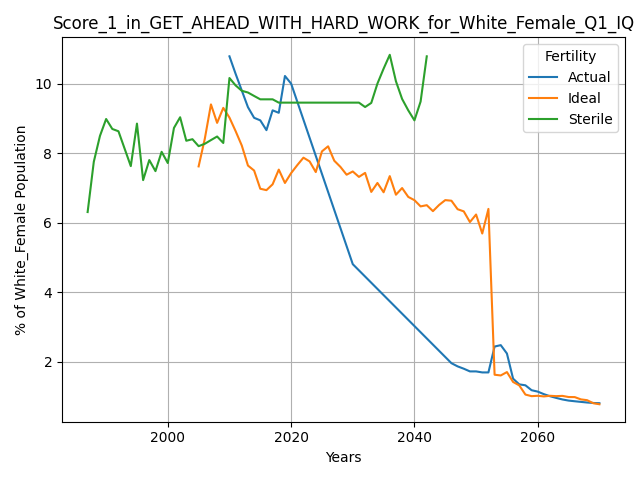 Score_1_in_GET_AHEAD_WITH_HARD_WORK_for_White_Female_Q1_IQ
Fertility
Actual
Ideal
Sterile
% of White_Female Population
10
8
6
4
2
2000
2020
2040
2060
Years